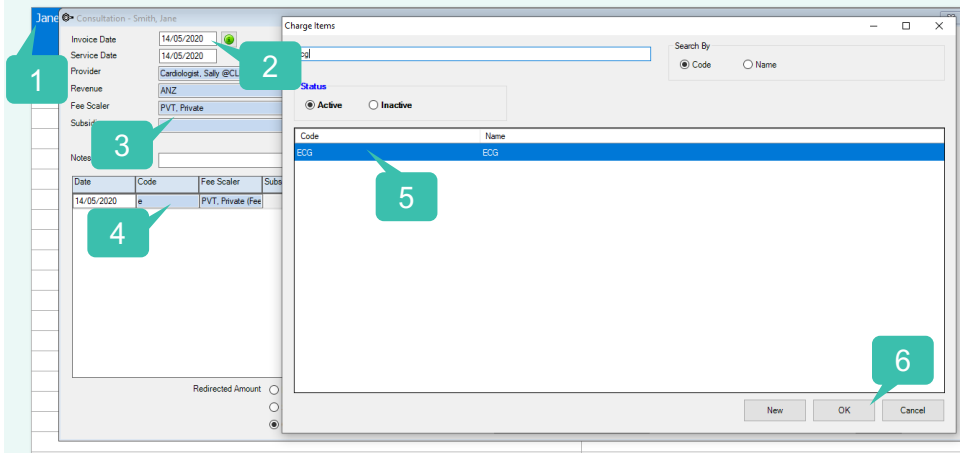 Jane
Consultation - Smith, Jane
Invoice Date 14/05/2020
Service Date 14/05/2020
Provider Cardiologist, Sally
Revenue ANZ
Fee Scaler PVT, Private
Notes
Date Code Fee Scaler
14/05/2020 e PVT, Private
Redirected Amount
Charge Items
Search By
Code Name
Status
Active Inactive
Code Name
ECG ECG
New OK Cancel
1
2
3
4
5
6